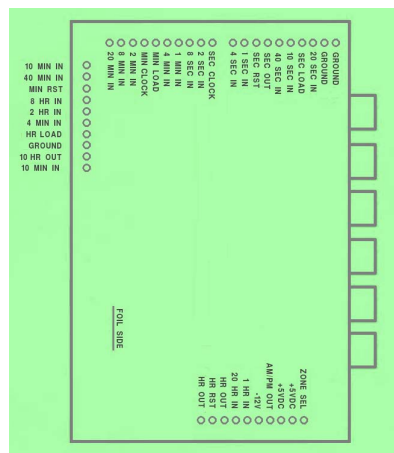 20 MIN IN
8 MIN IN
2 MIN IN
MIN CLOCK
MIN LOAD
4 MIN IN
1 MIN IN
8 SEC IN
2 SEC IN
SEC CLOCK
4 SEC IN
1 SEC IN
SEC RST
SEC OUT
40 SEC IN
10 SEC IN
SEC LOAD
20 SEC IN
GROUND
GROUND
10 MIN IN
40 MIN IN
MIN RST
8 HR IN
2 HR IN
4 MIN IN
HR LOAD
GROUND
10 HR OUT
10 MIN IN
FOIL SIDE
HR OUT
HR RST
HR OUT
20 HR IN
1 HR IN
-12V
AM/PM OUT
+5VDC
+5VDC
ZONE SEL